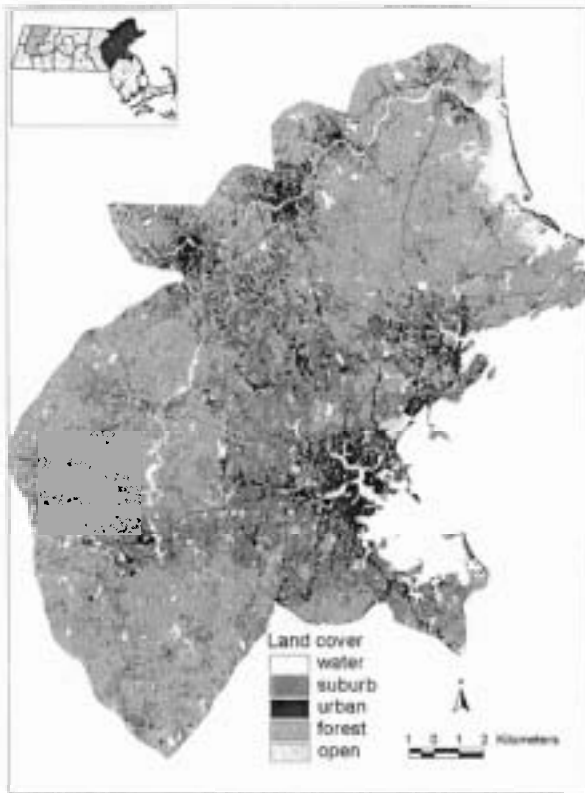 Land cover
water
suburb
urban
forest
open
1 0 1 2 Kilometers